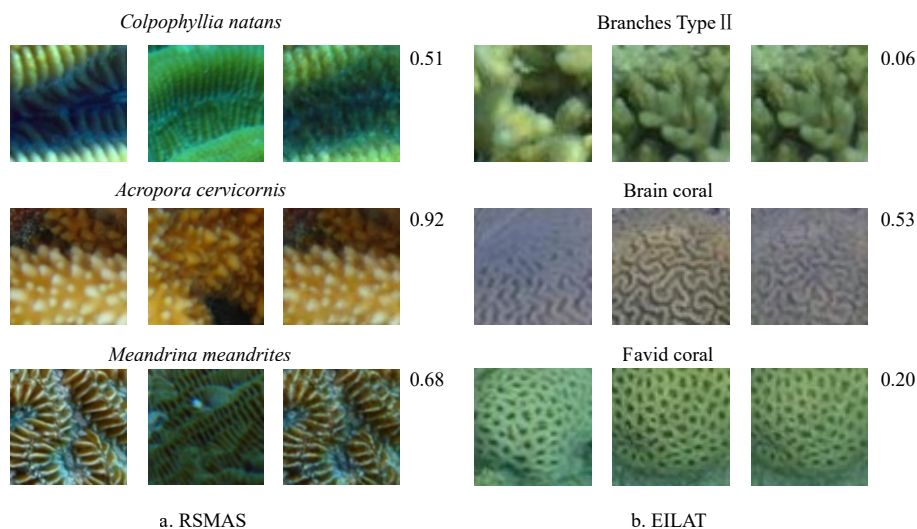 Colpophyllia natans
0.51
Acropora cervicornis
0.92
Meandrina meandrites
0.68
a. RSMAS
Branches Type Ⅱ
0.06
Brain coral
0.53
Favid coral
0.20
b. EILAT